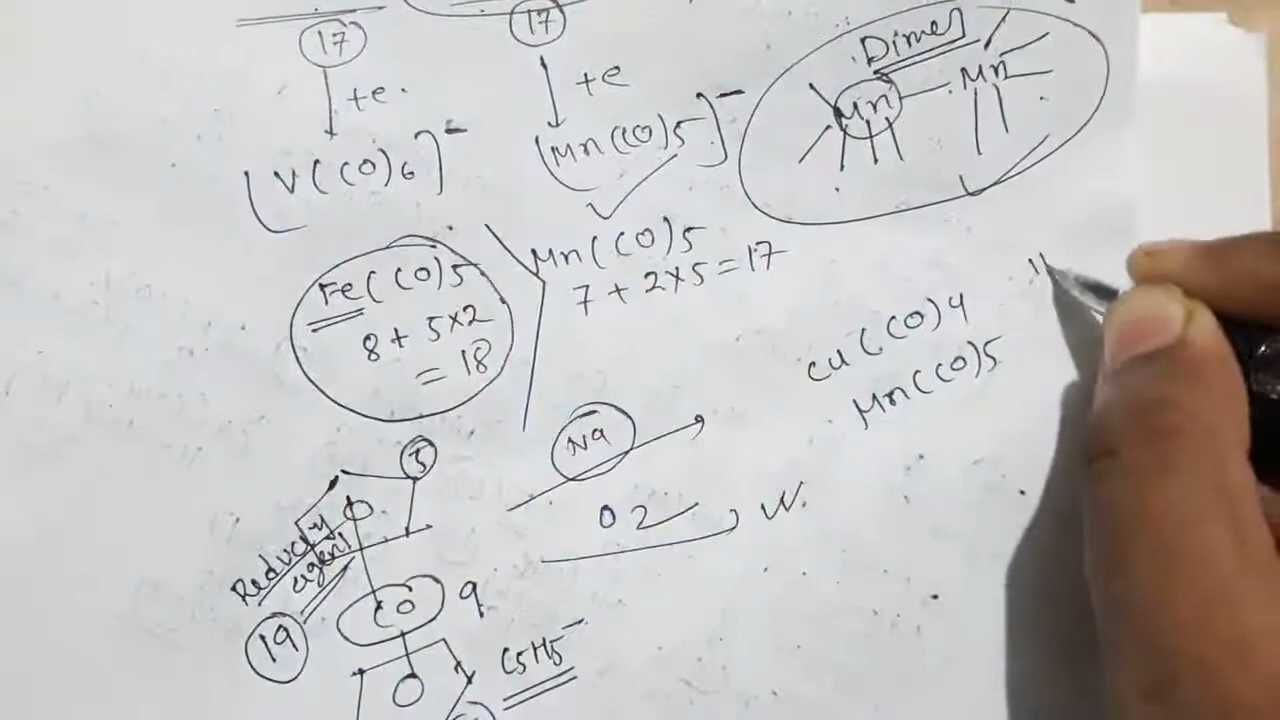 17
17
+e.
+e
Dimer
Mn Mn
[V(CO)6]-
[Mn(CO)5]-
Fe(CO)5
8+ 5×2
= 18
Mn(CO)5
7 + 2×5 = 17
Cu(CO)4
Mn(CO)5
Na
O2
5
Reducing agent
19
CO 9
C5H5-